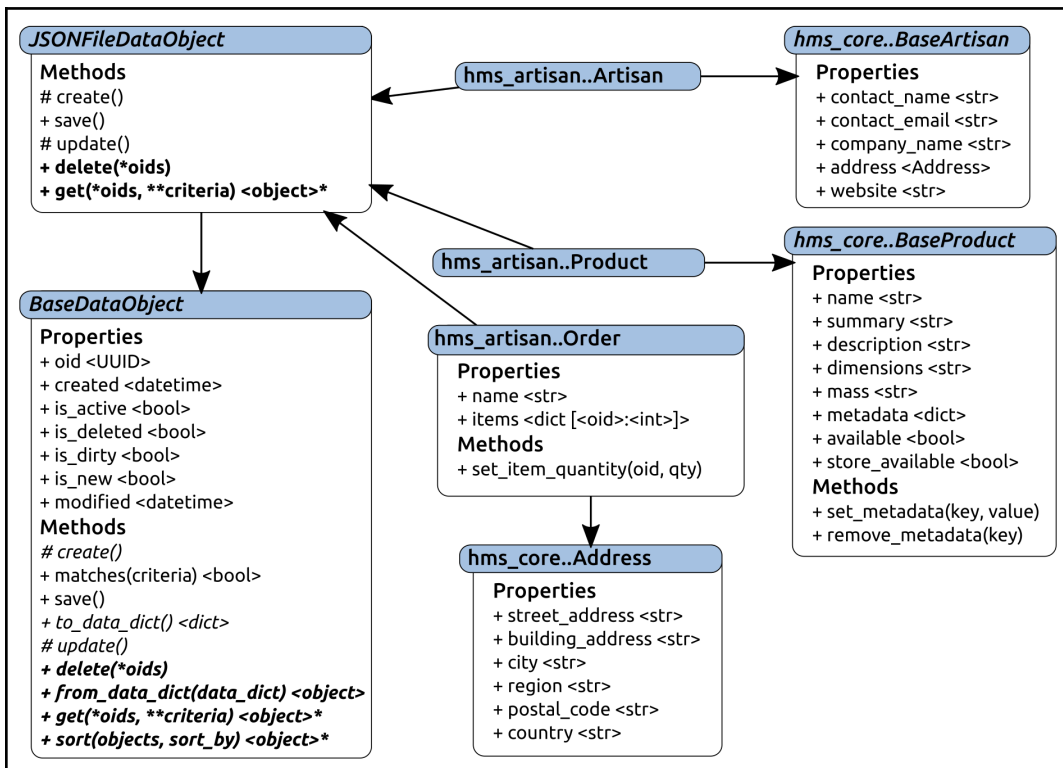 JSONFileDataObject
Methods
# create()
+ save()
# update()
+ delete(*oids)
+ get(*oids, **criteria) <object>*
hms_artisan..Artisan
hms_core..BaseArtisan
Properties
+ contact_name <str>
+ contact_email <str>
+ company_name <str>
+ address <Address>
+ website <str>
hms_artisan..Product
hms_core..BaseProduct
Properties
+ name <str>
+ summary <str>
+ description <str>
+ dimensions <str>
+ mass <str>
+ metadata <dict>
+ available <bool>
+ store_available <bool>
Methods
+ set_metadata(key, value)
+ remove_metadata(key)
BaseDataObject
Properties
+ oid <UUID>
+ created <datetime>
+ is_active <bool>
+ is_deleted <bool>
+ is_dirty <bool>
+ is_new <bool>
+ modified <datetime>
Methods
# create()
+ matches(criteria) <bool>
+ save()
+ to_data_dict() <dict>
# update()
+ delete(*oids)
+ from_data_dict(data_dict) <object>
+ get(*oids, **criteria) <object>*
+ sort(objects, sort_by) <object>*
hms_artisan..Order
Properties
+ name <str>
+ items <dict [<oid>:<int>]>
Methods
+ set_item_quantity(oid, qty)
hms_core..Address
Properties
+ street_address <str>
+ building_address <str>
+ city <str>
+ region <str>
+ postal_code <str>
+ country <str>